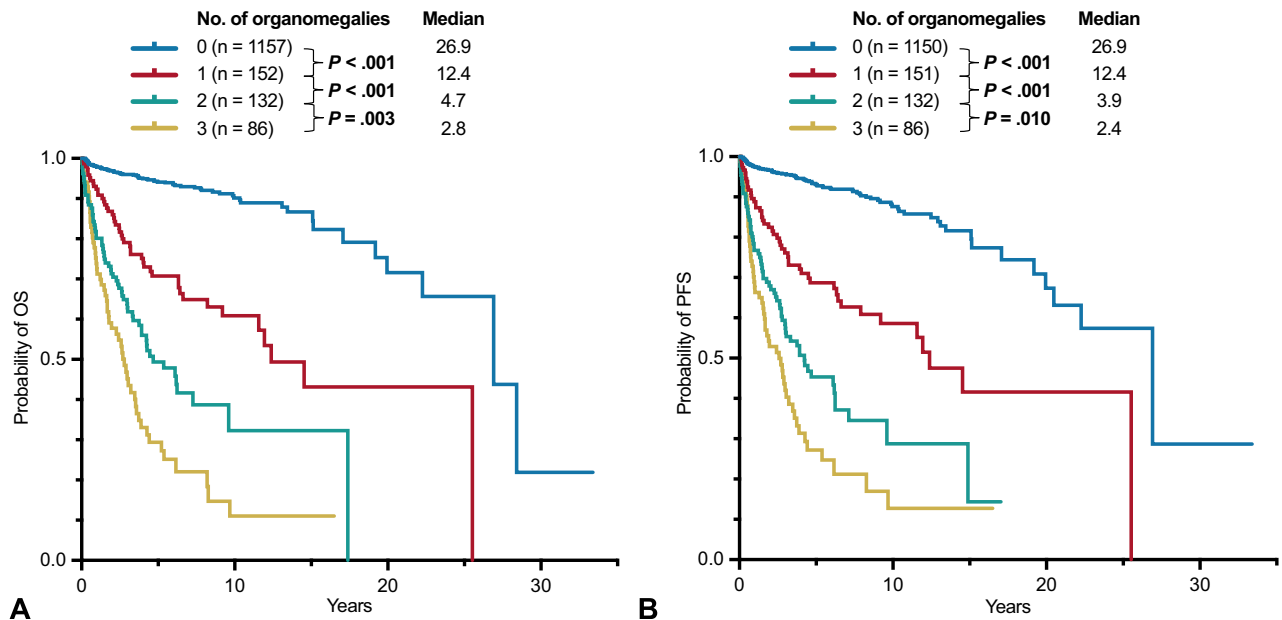 No. of organomegalies Median
0 (n = 1157) 26.9
P < .001
1 (n = 152) 12.4
P < .001
2 (n = 132) 4.7
P = .003
3 (n = 86) 2.8
1.0
0.5
0.0
Probability of OS
0 10 20 30
Years
A
No. of organomegalies Median
0 (n = 1150) 26.9
P < .001
1 (n = 151) 12.4
P < .001
2 (n = 132) 3.9
P = .010
3 (n = 86) 2.4
1.0
0.5
0.0
Probability of PFS
0 10 20 30
Years
B